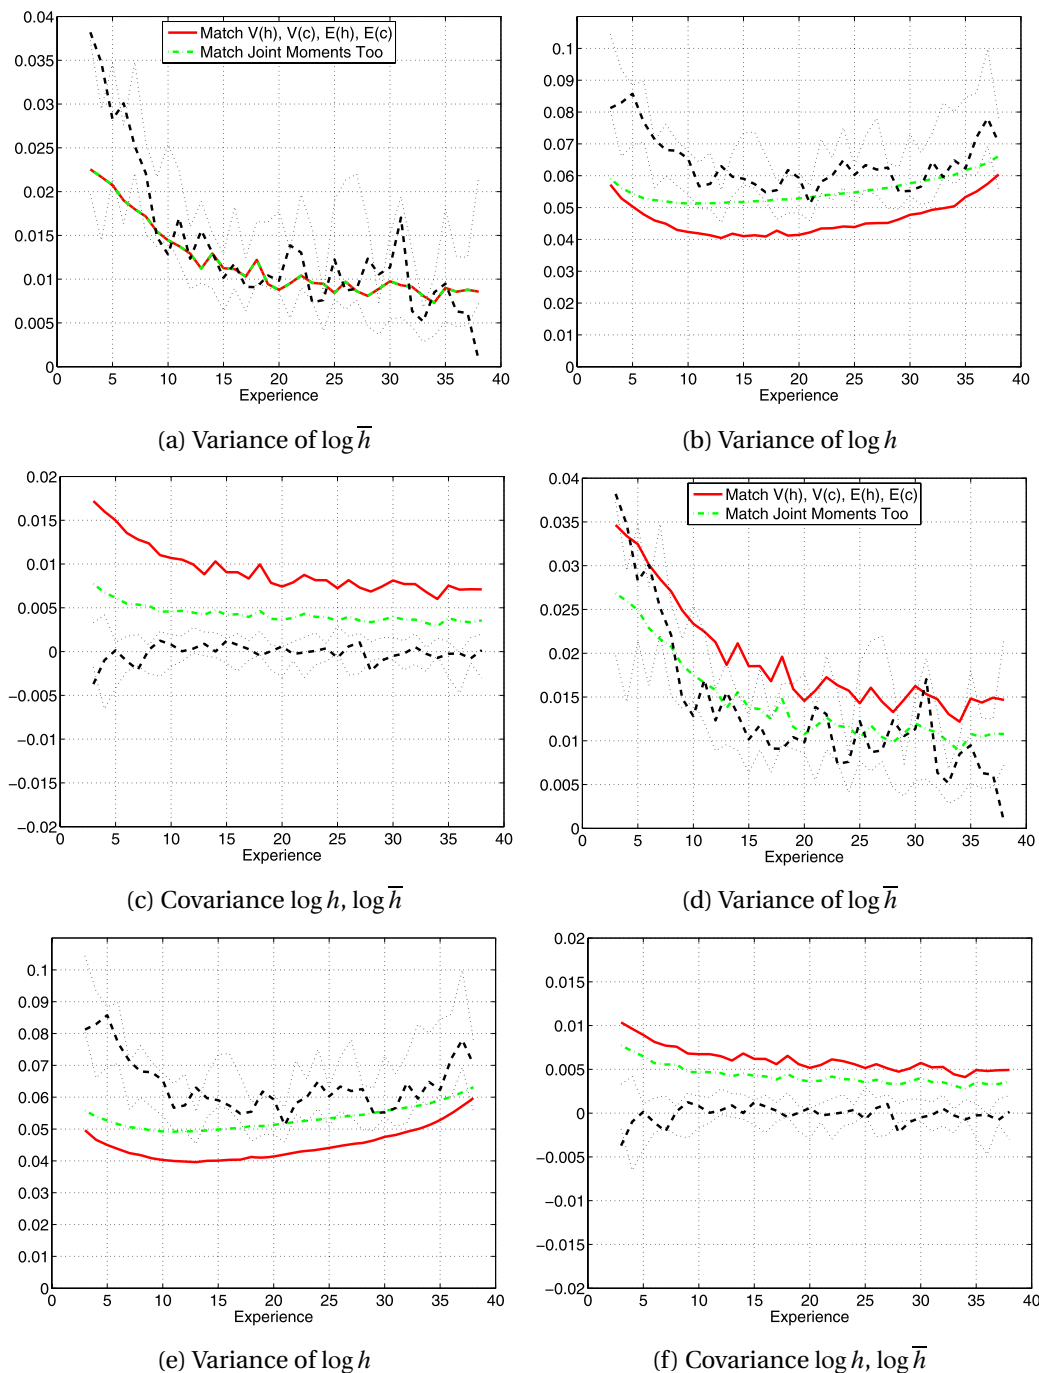 0.04
0.035
0.03
0.025
0.02
0.015
0.01
0.005
0
0 5 10 15 20 25 30 35 40
Experience
Match V(h), V(c), E(h), E(c)
Match Joint Moments Too
(a) Variance of log h̅
0.1
0.09
0.08
0.07
0.06
0.05
0.04
0.03
0.02
0.01
0
0 5 10 15 20 25 30 35 40
Experience
(b) Variance of log h
0.02
0.015
0.01
0.005
0
−0.005
−0.01
−0.015
−0.02
0 5 10 15 20 25 30 35 40
Experience
(c) Covariance log h, log h̅
0.04
0.035
0.03
0.025
0.02
0.015
0.01
0.005
0
0 5 10 15 20 25 30 35 40
Experience
Match V(h), V(c), E(h), E(c)
Match Joint Moments Too
(d) Variance of log h̅
0.1
0.09
0.08
0.07
0.06
0.05
0.04
0.03
0.02
0.01
0
0 5 10 15 20 25 30 35 40
Experience
(e) Variance of log h
0.02
0.015
0.01
0.005
0
−0.005
−0.01
−0.015
−0.02
0 5 10 15 20 25 30 35 40
Experience
(f) Covariance log h, log h̅